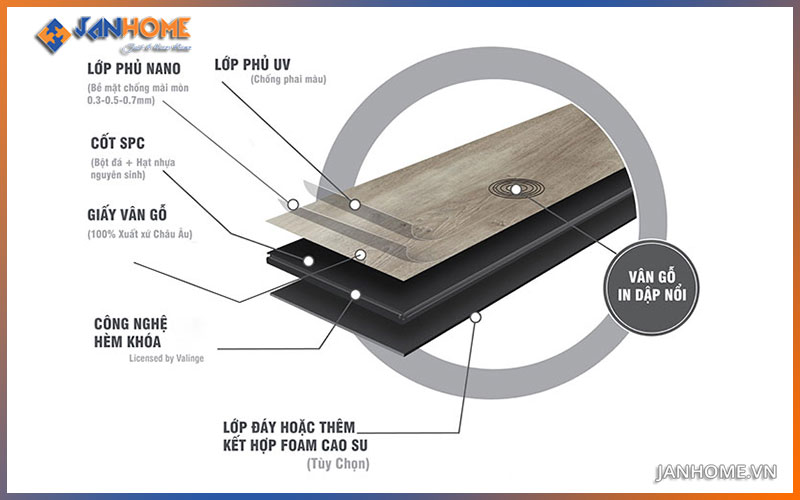 JANHOME
LỚP PHỦ NANO
(Bề mặt chống mài mòn
0.3-0.5-0.7mm)
LỚP PHỦ UV
(Chống phai màu)
CỐT SPC
(Bột đá + Hạt nhựa
nguyên sinh)
GIẤY VÂN GỖ
(100% Xuất xứ Châu Âu)
VÂN GỖ
IN DẬP NỔI
CÔNG NGHỆ
HÈM KHÓA
Licensed by Valinge
LỚP ĐÁY HOẶC THÊM
KẾT HỢP FOAM CAO SU
(Tùy Chọn)
JANHOME.VN